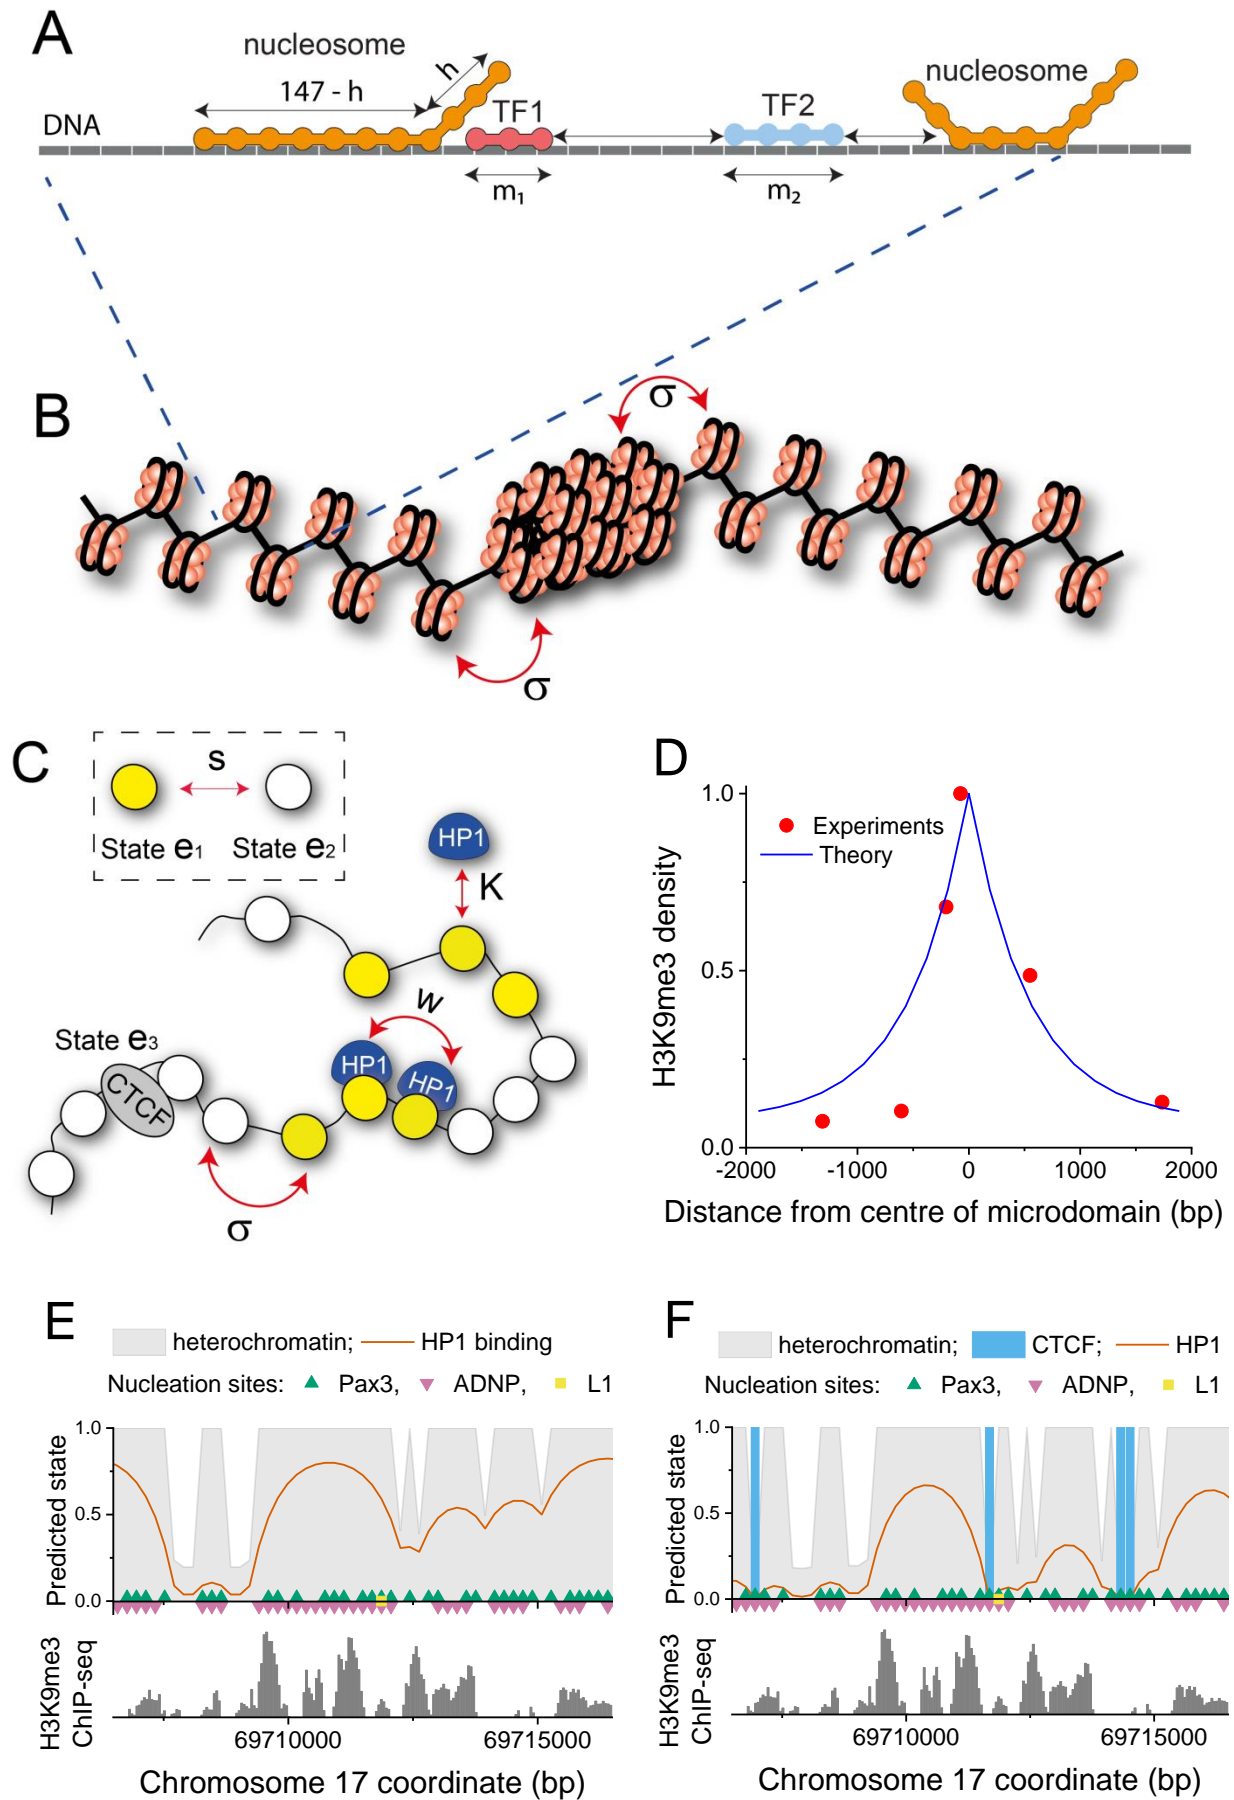 A
nucleosome
h
147 - h
nucleosome
TF1
TF2
DNA
m₁
m₂
B
σ
σ
C
s
State e₁
State e₂
HP1
K
w
State e₃
HP1
HP1
CTCF
σ
D
1.0
Experiments
Theory
H3K9me3 density
0.5
0.0
-2000
-1000
0
1000
2000
Distance from centre of microdomain (bp)
E
heterochromatin;
HP1 binding
Nucleation sites:
Pax3,
ADNP,
L1
Predicted state
1.0
0.5
0.0
H3K9me3
ChIP-seq
69710000
69715000
Chromosome 17 coordinate (bp)
F
heterochromatin;
CTCF;
HP1
Nucleation sites:
Pax3,
ADNP,
L1
Predicted state
1.0
0.5
0.0
H3K9me3
ChIP-seq
69710000
69715000
Chromosome 17 coordinate (bp)